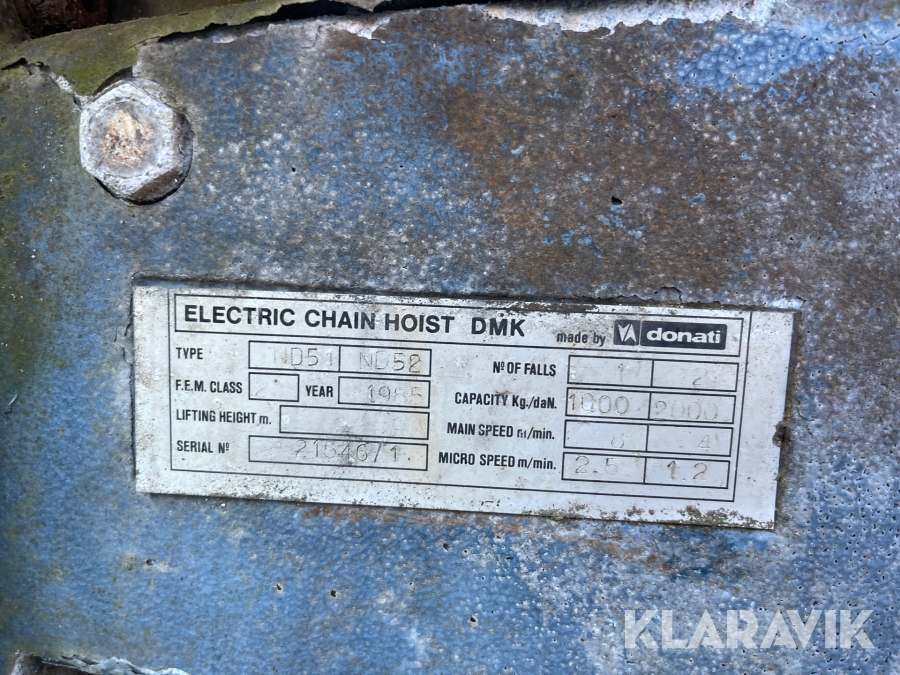 ELECTRIC CHAIN HOIST DMK made by donati
TYPE ND51 ND52
F.E.M. CLASS YEAR 1985
LIFTING HEIGHT m.
SERIAL Nº
Nº OF FALLS 1 2
CAPACITY Kg./daN. 1000 2000
MAIN SPEED m/min. 8 4
MICRO SPEED m/min. 2.5 1.2
KLARAVIK